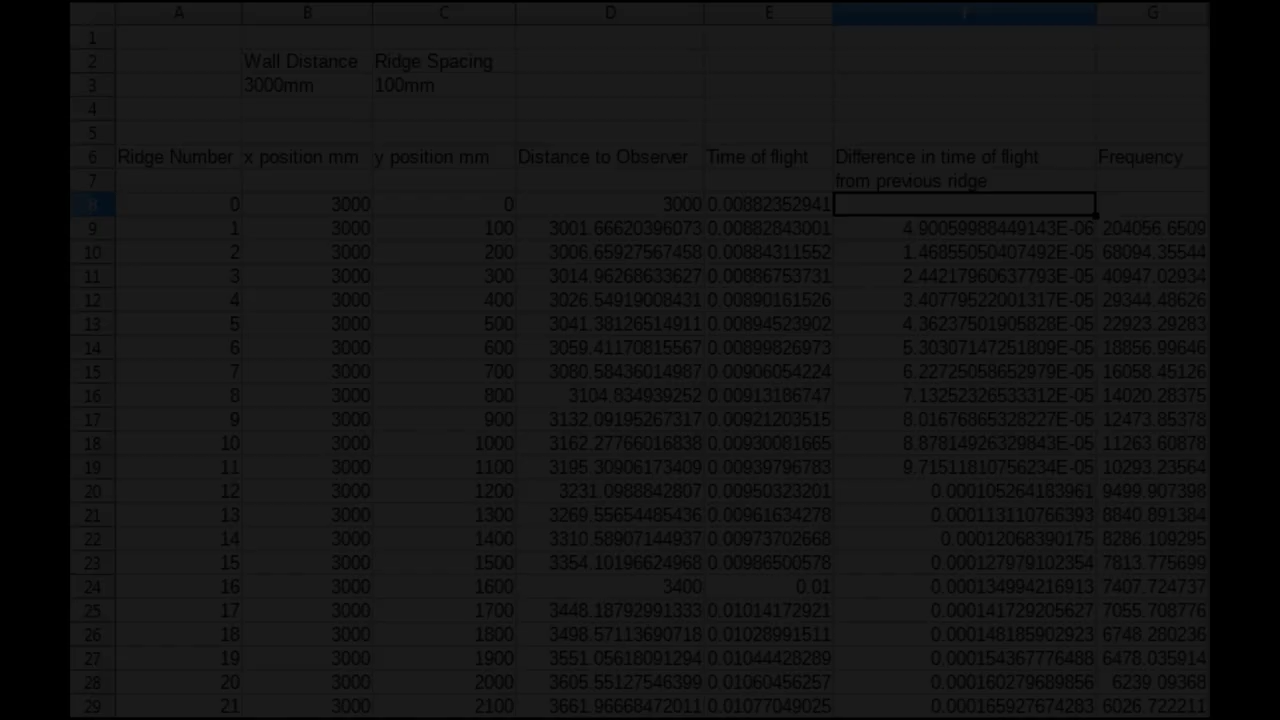 A B C D E F G
1
2 Wall Distance Ridge Spacing
3 3000mm 100mm
4
5
6 Ridge Number x position mm y position mm Distance to Observer Time of flight Difference in time of flight Frequency
7 from previous ridge
8 0 3000 0 3000 0.00882352941
9 1 3000 100 3001.66620396073 0.00882843001 4.90059988449143E-06 204056.6509
10 2 3000 200 3006.65927567458 0.00884311552 1.46855050407492E-05 68094.35544
11 3 3000 300 3014.96268633627 0.00886753731 2.44217960637793E-05 40947.02934
12 4 3000 400 3026.54919008431 0.00890161526 3.40779522001317E-05 29344.48626
13 5 3000 500 3041.38126514911 0.00894523902 4.36237501905828E-05 22923.29283
14 6 3000 600 3059.41170815567 0.00899826973 5.30307147251809E-05 18856.99646
15 7 3000 700 3080.58436014987 0.00906054224 6.22725058652979E-05 16058.45126
16 8 3000 800 3104.834939252 0.00913186747 7.13252326533312E-05 14020.28375
17 9 3000 900 3132.09195267317 0.00921203515 8.01676865328227E-05 12473.85378
18 10 3000 1000 3162.27766016838 0.00930081665 8.87814926329843E-05 11263.60878
19 11 3000 1100 3195.30906173409 0.00939796783 9.71511810756234E-05 10293.23564
20 12 3000 1200 3231.0988842807 0.00950323201 0.000105264183961 9499.907398
21 13 3000 1300 3269.55654485436 0.00961634278 0.000113110766393 8840.891384
22 14 3000 1400 3310.58907144937 0.00973702668 0.00012068390175 8286.109295
23 15 3000 1500 3354.10196624968 0.00986500578 0.000127979102354 7813.775699
24 16 3000 1600 3400 0.01 0.000134994216913 7407.724737
25 17 3000 1700 3448.18792991333 0.01014172921 0.000141729205627 7055.708776
26 18 3000 1800 3498.57113690718 0.01028991511 0.000148185902923 6748.280236
27 19 3000 1900 3551.05618091294 0.01044428289 0.000154367776488 6478.035914
28 20 3000 2000 3605.55127546399 0.01060456257 0.000160279689856 6239.09368
29 21 3000 2100 3661.96668472011 0.01077049025 0.000165927674283 6026.722211